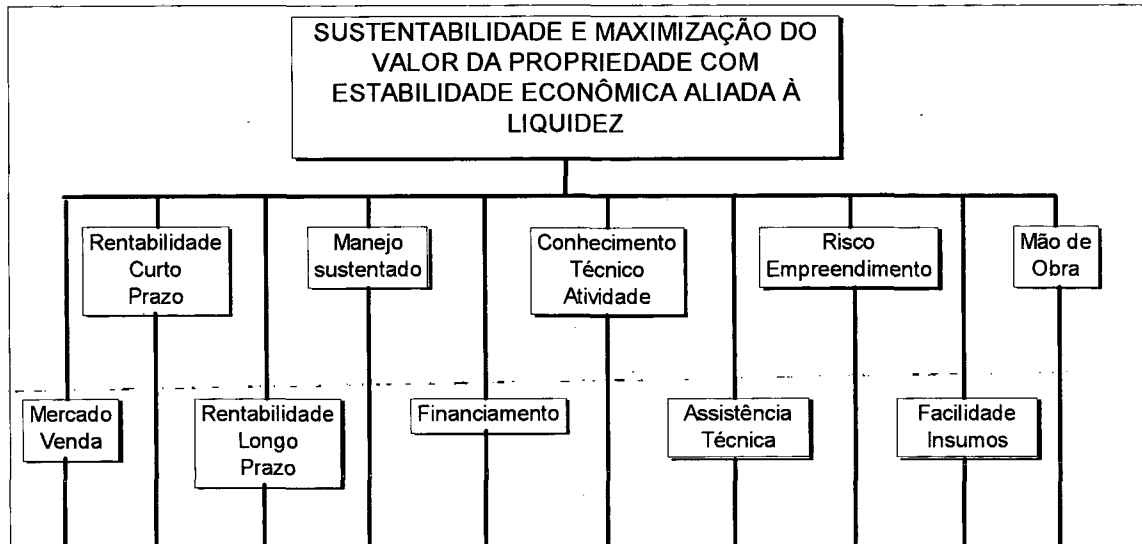 SUSTENTABILIDADE E MAXIMIZAÇÃO DO
VALOR DA PROPRIEDADE COM
ESTABILIDADE ECONÔMICA ALIADA À
LIQUIDEZ
Rentabilidade
Curto
Prazo
Manejo
sustentado
Conhecimento
Técnico
Atividade
Risco
Empreendimento
Mão de
Obra
Mercado
Venda
Rentabilidade
Longo
Prazo
Financiamento
Assistência
Técnica
Facilidade
Insumos